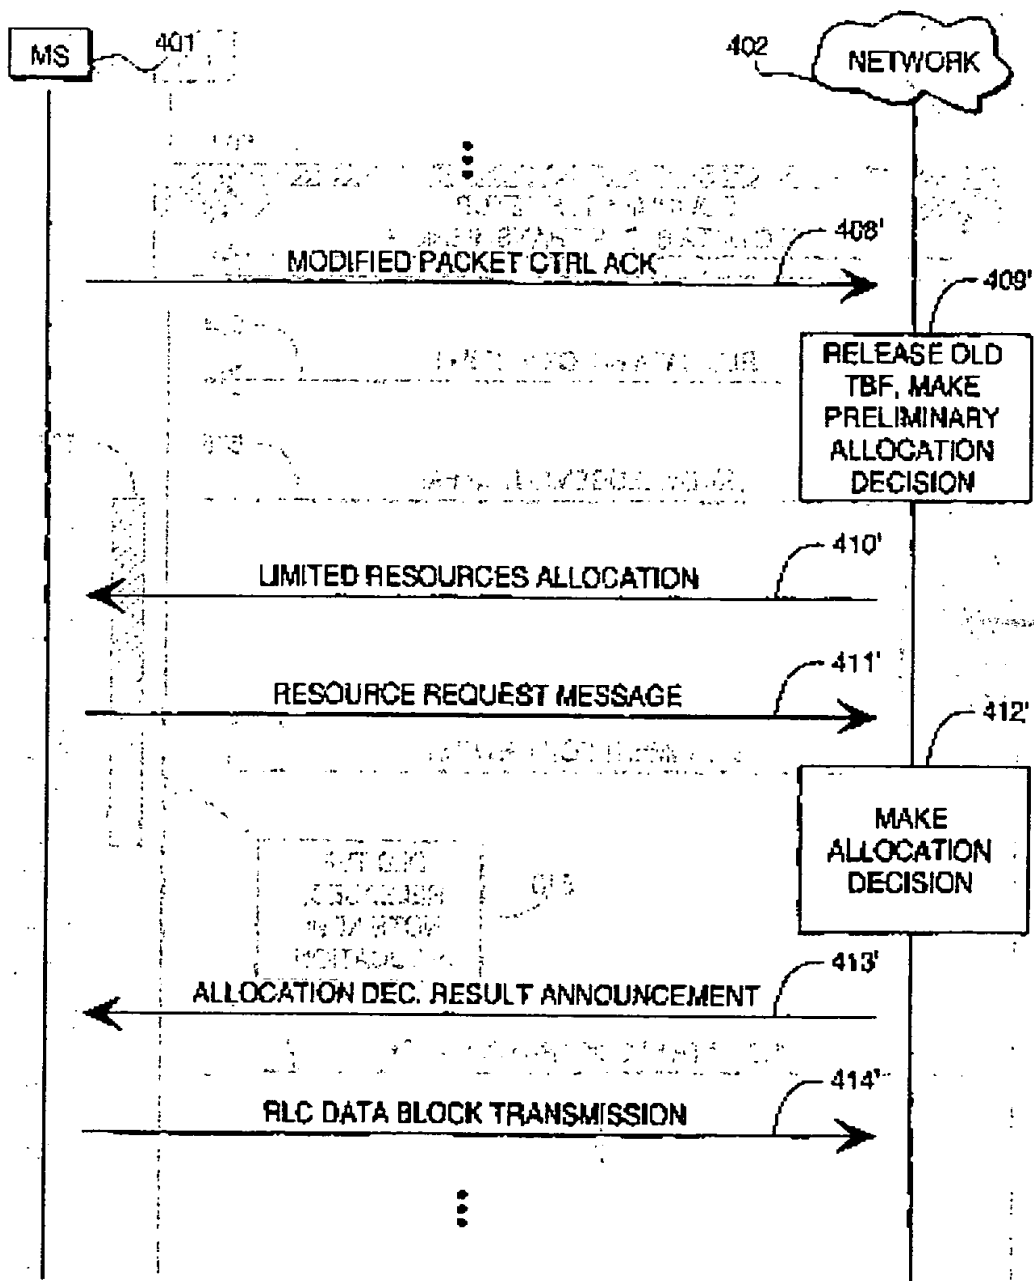 MS
401
402
NETWORK
408'
MODIFIED PACKET CTRL ACK
409'
RELEASE OLD
TBF, MAKE
PRELIMINARY
ALLOCATION
DECISION
410'
LIMITED RESOURCES ALLOCATION
411'
RESOURCE REQUEST MESSAGE
412'
MAKE
ALLOCATION
DECISION
413'
ALLOCATION DEC. RESULT ANNOUNCEMENT
414'
RLC DATA BLOCK TRANSMISSION